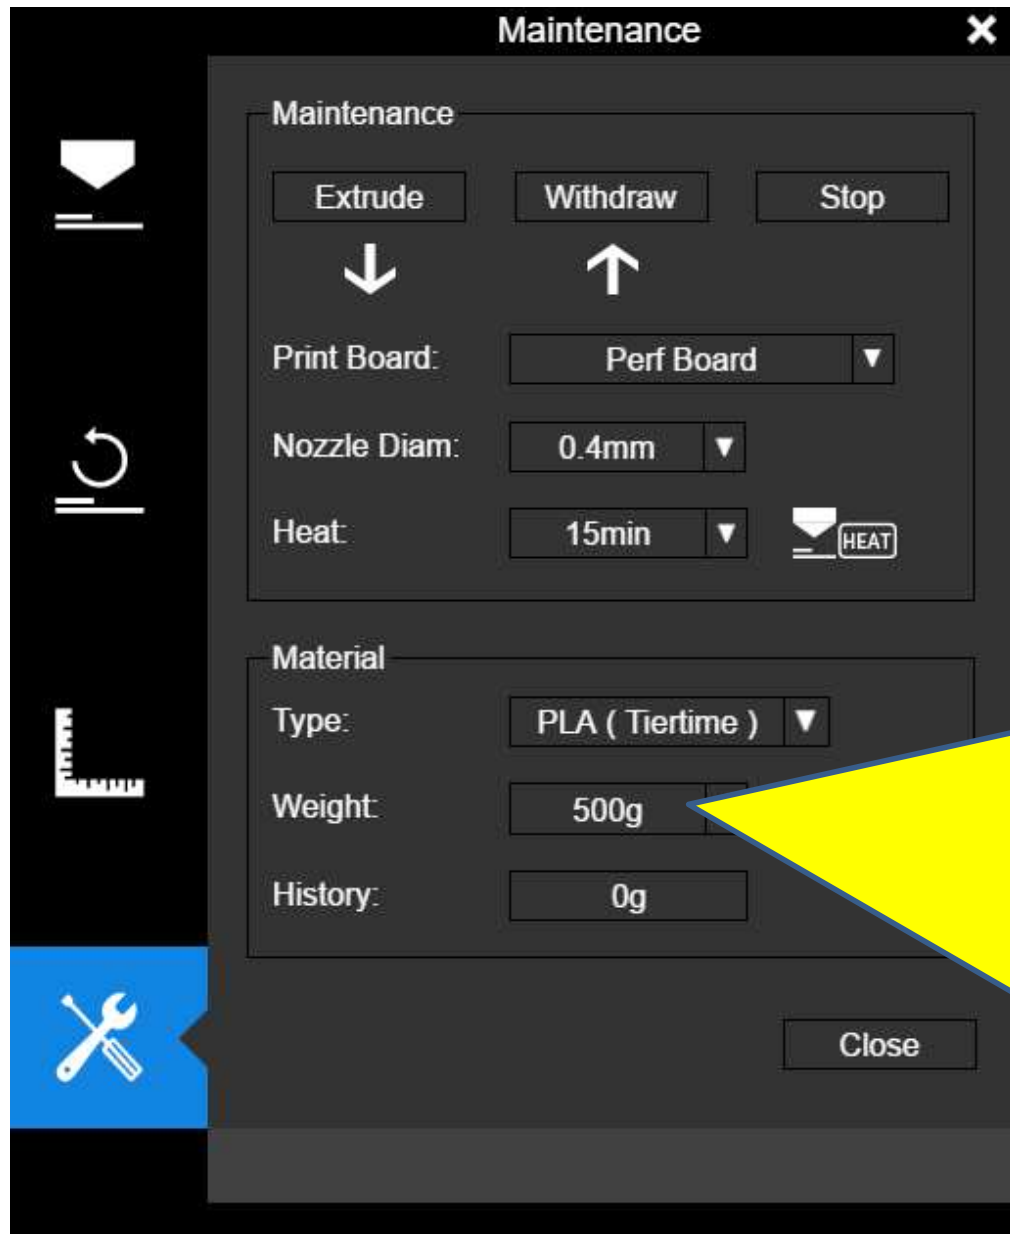 Maintenance
Maintenance
Extrude Withdraw Stop
Print Board: Perf Board
Nozzle Diam: 0.4mm
Heat: 15min HEAT
Material
Type: PLA ( Tiertime )
Weight: 500g
History: 0g
Close